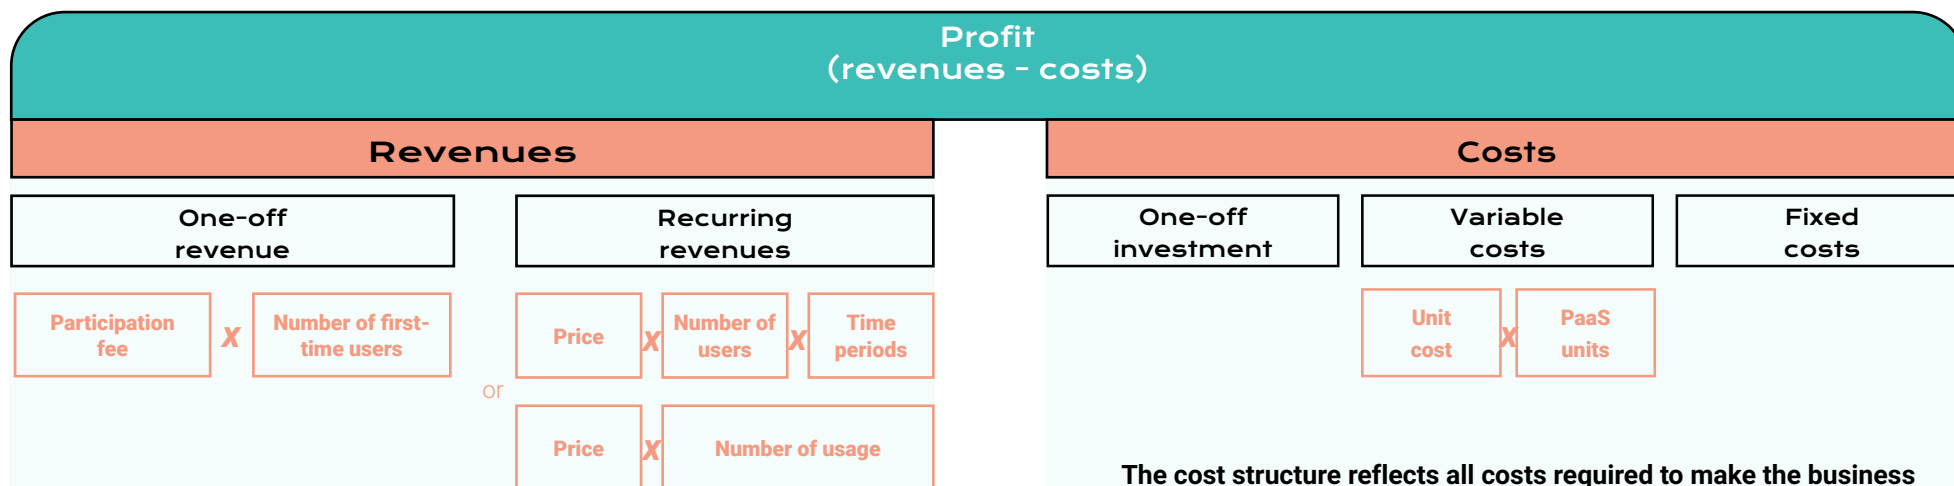 Profit
(revenues - costs)
Revenues
Costs
One-off
revenue
Recurring
revenues
One-off
investment
Variable
costs
Fixed
costs
Participation
fee
X
Number of first-
time users
Price
X
Number of
users
X
Time
periods
Unit
cost
X
PaaS
units
or
Price
X
Number of usage
The cost structure reflects all costs required to make the business